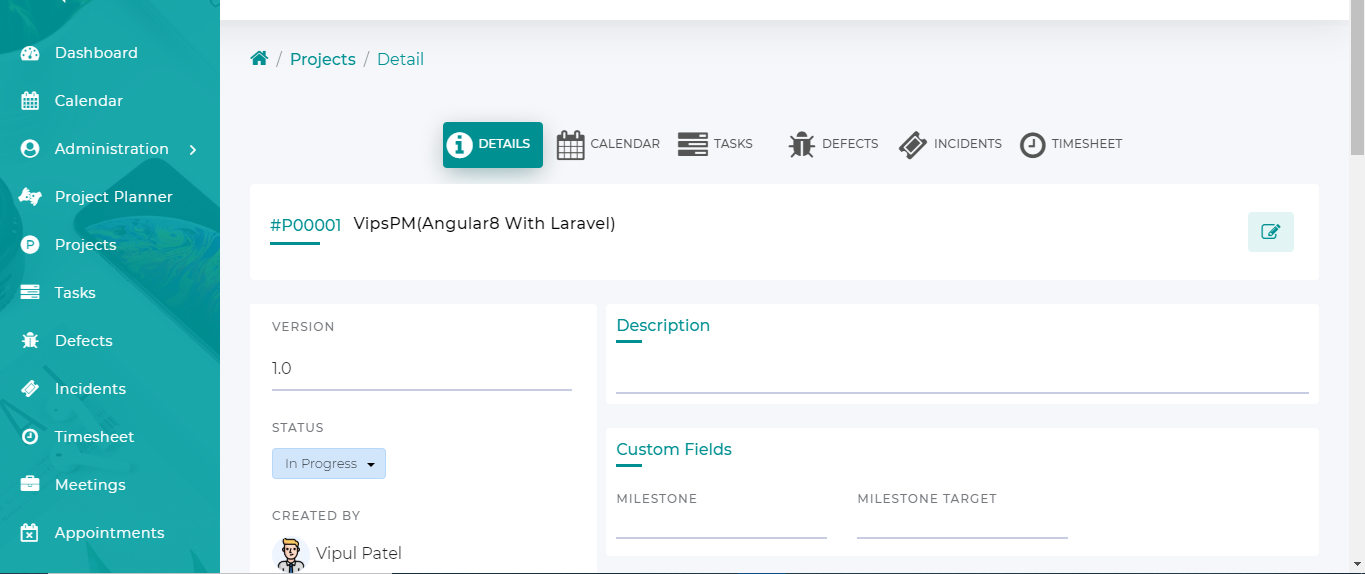 Dashboard
Calendar
Administration
Project Planner
Projects
Tasks
Defects
Incidents
Timesheet
Meetings
Appointments
/ Projects / Detail
DETAILS CALENDAR TASKS DEFECTS INCIDENTS TIMESHEET
#P00001 VipsPM(Angular8 With Laravel)
VERSION
1.0
STATUS
In Progress
CREATED BY
Vipul Patel
Description
Custom Fields
MILESTONE MILESTONE TARGET